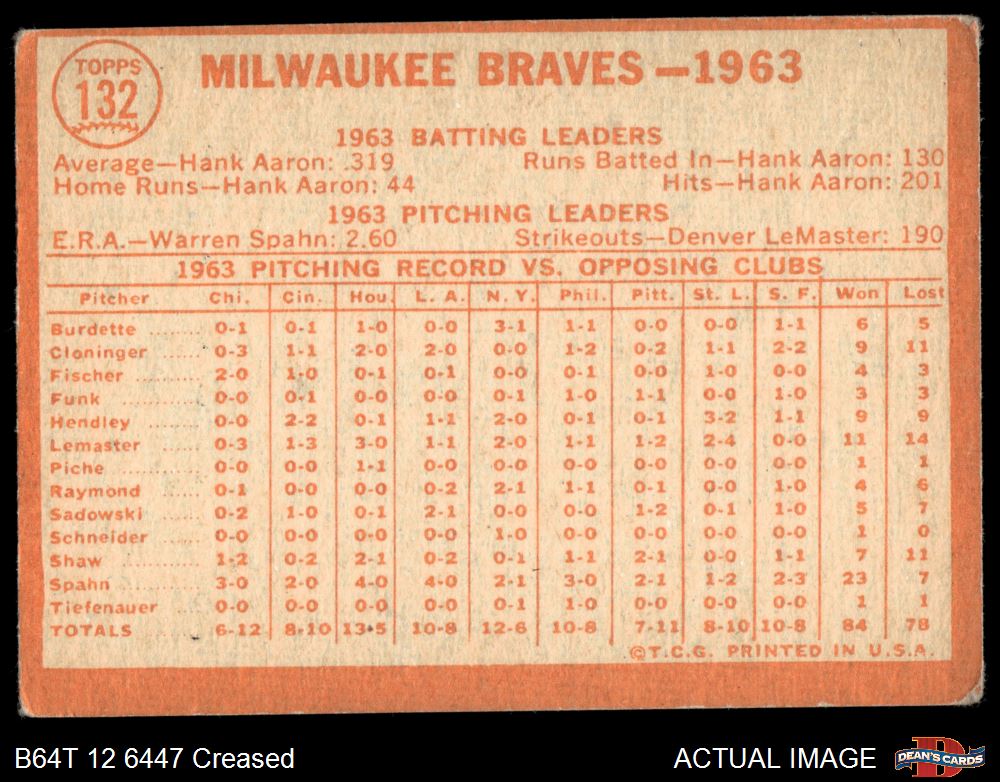 TOPPS
132
MILWAUKEE BRAVES—1963
1963 BATTING LEADERS
Average—Hank Aaron: .319 Runs Batted In—Hank Aaron: 130
Home Runs—Hank Aaron: 44 Hits—Hank Aaron: 201
1963 PITCHING LEADERS
E.R.A.—Warren Spahn: 2.60 Strikeouts—Denver LeMaster: 190
1963 PITCHING RECORD VS. OPPOSING CLUBS
Pitcher Chi. Cin. Hou. L. A. N. Y. Phil. Pitt. St. L. S. F. Won Lost
Burdette ........ 0-1 0-1 1-0 0-0 3-1 1-1 0-0 0-0 1-1 6 5
Cloninger ...... 0-3 1-1 2-0 2-0 0-0 1-2 0-2 1-1 2-2 9 11
Fischer .......... 2-0 1-0 0-1 0-1 0-0 0-1 0-0 1-0 0-0 4 3
Funk ............. 0-0 0-1 0-0 0-0 0-1 1-0 1-1 0-0 1-0 3 3
Hendley ........ 0-0 2-2 0-1 1-1 2-0 0-1 0-1 3-2 1-1 9 9
Lemaster ...... 0-3 1-3 3-0 1-1 2-0 1-1 1-2 2-4 0-0 11 14
Piche ............ 0-0 0-0 1-1 0-0 0-0 0-0 0-0 0-0 0-0 1 1
Raymond ...... 0-1 0-0 0-0 0-2 2-1 1-1 0-1 0-0 1-0 4 6
Sadowski ...... 0-2 1-0 0-1 2-1 0-0 0-0 1-2 0-1 1-0 5 7
Schneider ..... 0-0 0-0 0-0 0-0 1-0 0-0 0-0 0-0 0-0 1 0
Shaw ............ 1-2 0-2 2-1 0-2 0-1 1-1 2-1 0-0 1-1 7 11
Spahn ........... 3-0 2-0 4-0 4-0 2-1 3-0 2-1 1-2 2-3 23 7
Tiefenauer .... 0-0 0-0 0-0 0-0 0-1 1-0 0-0 0-0 0-0 1 1
TOTALS ....... 6-12 8-10 13-5 10-8 12-6 10-8 7-11 8-10 10-8 84 78
©T.C.G. PRINTED IN U.S.A.
B64T 12 6447 Creased ACTUAL IMAGE
D
DEAN'S CARDS